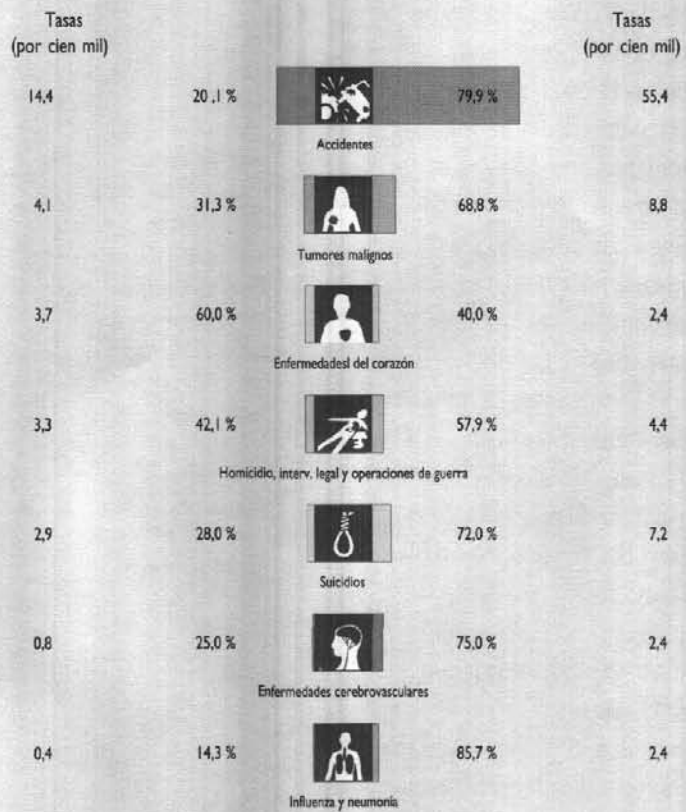 Tasas Tasas
(por cien mil) (por cien mil)
14,4 20 ,1 % 79,9 % 55,4
Accidentes
4,1 31,3 % 68,8 % 8,8
Tumores malignos
3,7 60,0 % 40,0 % 2,4
Enfermedadesl del corazón
3,3 42,1 % 57,9 % 4,4
Homicidio, interv. legal y operaciones de guerra
2,9 28,0 % 72,0 % 7,2
Suicidios
0,8 25,0 % 75,0 % 2,4
Enfermedades cerebrovasculares
0,4 14,3 % 85,7 % 2,4
Influenza y neumonía